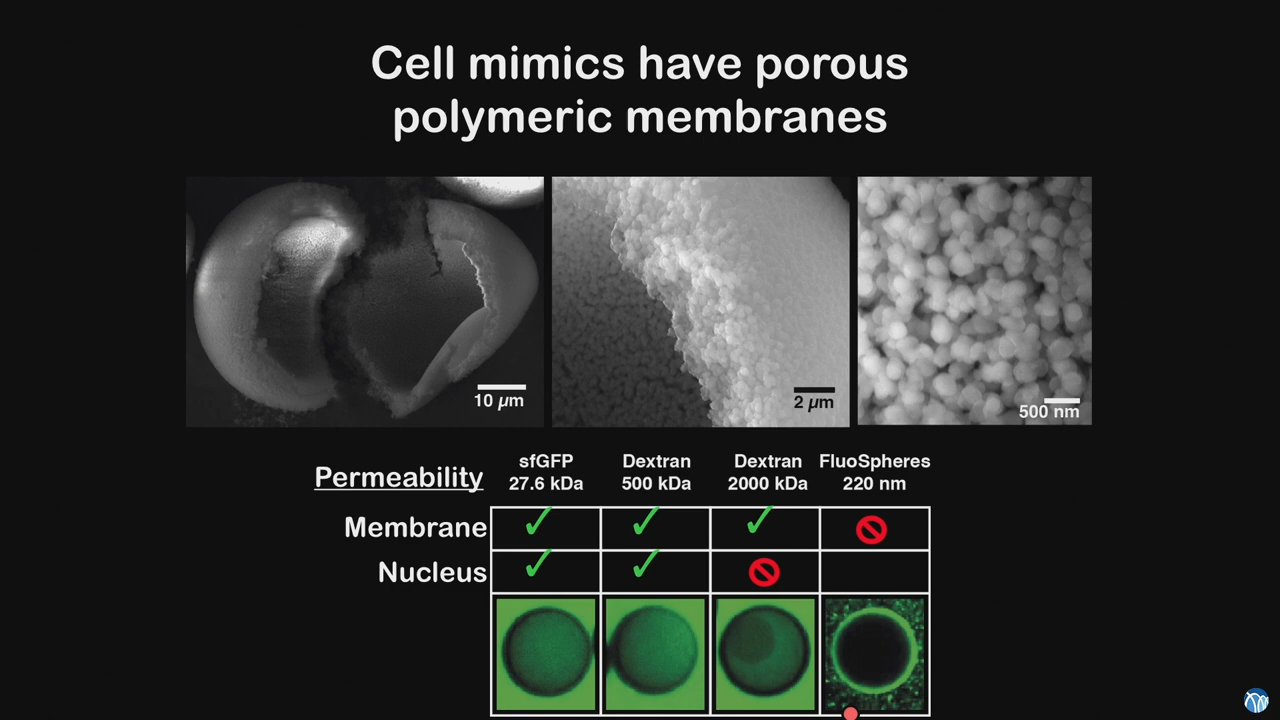 Cell mimics have porous
polymeric membranes
10 µm
2 µm
500 nm
Permeability
sfGFP
27.6 kDa
Dextran
500 kDa
Dextran
2000 kDa
FluoSpheres
220 nm
Membrane
Nucleus